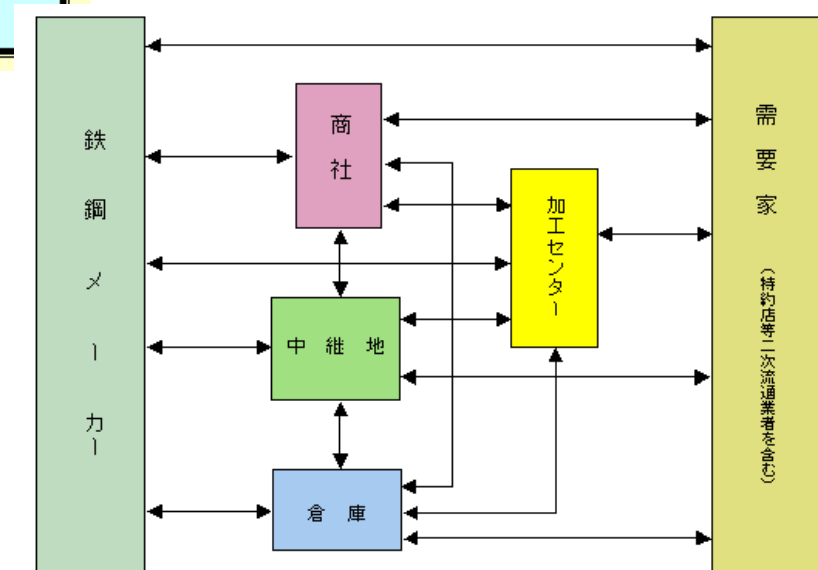 鉄鋼メーカー
商社
加工センター
中継地
倉庫
需要家
（特約店等二次流通業者を含む）